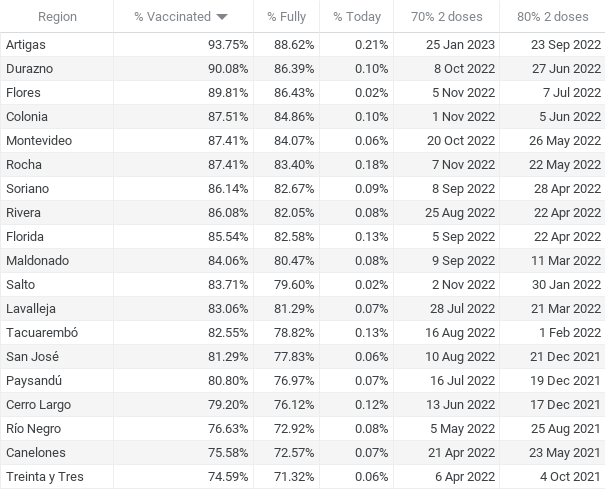 Region % Vaccinated % Fully % Today 70% 2 doses 80% 2 doses
Artigas 93.75% 88.62% 0.21% 25 Jan 2023 23 Sep 2022
Durazno 90.08% 86.39% 0.10% 8 Oct 2022 27 Jun 2022
Flores 89.81% 86.43% 0.02% 5 Nov 2022 7 Jul 2022
Colonia 87.51% 84.86% 0.10% 1 Nov 2022 5 Jun 2022
Montevideo 87.41% 84.07% 0.06% 20 Oct 2022 26 May 2022
Rocha 87.41% 83.40% 0.18% 7 Nov 2022 22 May 2022
Soriano 86.14% 82.67% 0.09% 8 Sep 2022 28 Apr 2022
Rivera 86.08% 82.05% 0.08% 25 Aug 2022 22 Apr 2022
Florida 85.54% 82.58% 0.13% 5 Sep 2022 22 Apr 2022
Maldonado 84.06% 80.47% 0.08% 9 Sep 2022 11 Mar 2022
Salto 83.71% 79.60% 0.02% 2 Nov 2022 30 Jan 2022
Lavalleja 83.06% 81.29% 0.07% 28 Jul 2022 21 Mar 2022
Tacuarembó 82.55% 78.82% 0.13% 16 Aug 2022 1 Feb 2022
San José 81.29% 77.83% 0.06% 10 Aug 2022 21 Dec 2021
Paysandú 80.80% 76.97% 0.07% 16 Jul 2022 19 Dec 2021
Cerro Largo 79.20% 76.12% 0.12% 13 Jun 2022 17 Dec 2021
Río Negro 76.63% 72.92% 0.08% 5 May 2022 25 Aug 2021
Canelones 75.58% 72.57% 0.07% 21 Apr 2022 23 May 2021
Treinta y Tres 74.59% 71.32% 0.06% 6 Apr 2022 4 Oct 2021